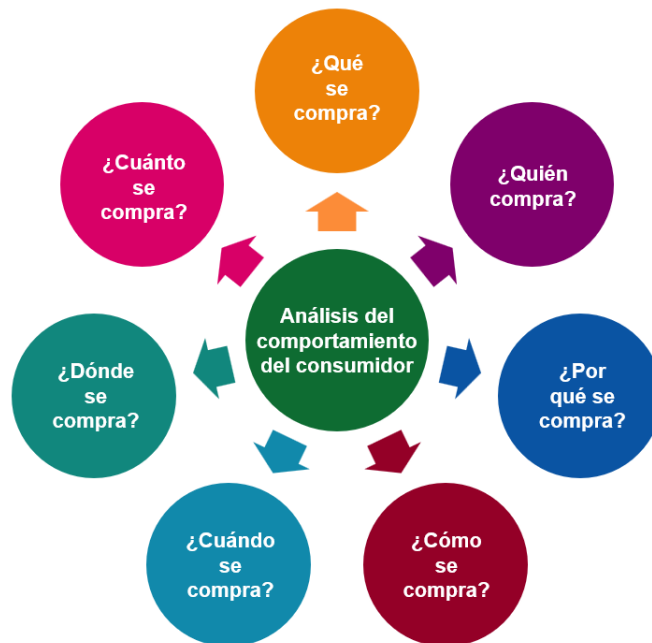 ¿Qué
se
compra?
¿Quién
compra?
¿Por
qué se
compra?
¿Cómo
se
compra?
¿Cuándo
se
compra?
¿Dónde
se
compra?
¿Cuánto
se
compra?
Análisis del
comportamiento
del consumidor